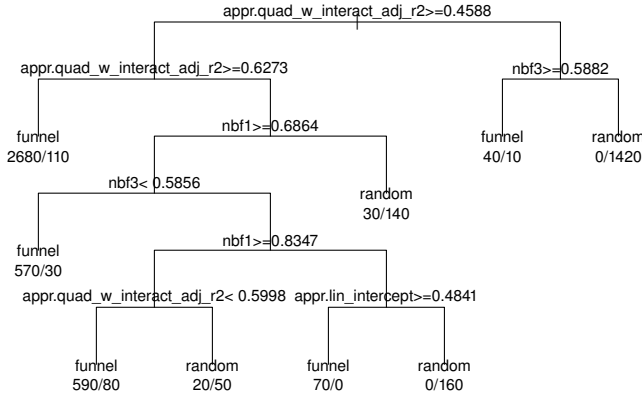 appr.quad_w_interact_adj_r2>=0.4588
appr.quad_w_interact_adj_r2>=0.6273
nbf3>=0.5882
funnel
2680/110
nbf1>=0.6864
funnel
40/10
random
0/1420
nbf3< 0.5856
random
30/140
funnel
570/30
nbf1>=0.8347
appr.quad_w_interact_adj_r2< 0.5998
appr.lin_intercept>=0.4841
funnel
590/80
random
20/50
funnel
70/0
random
0/160